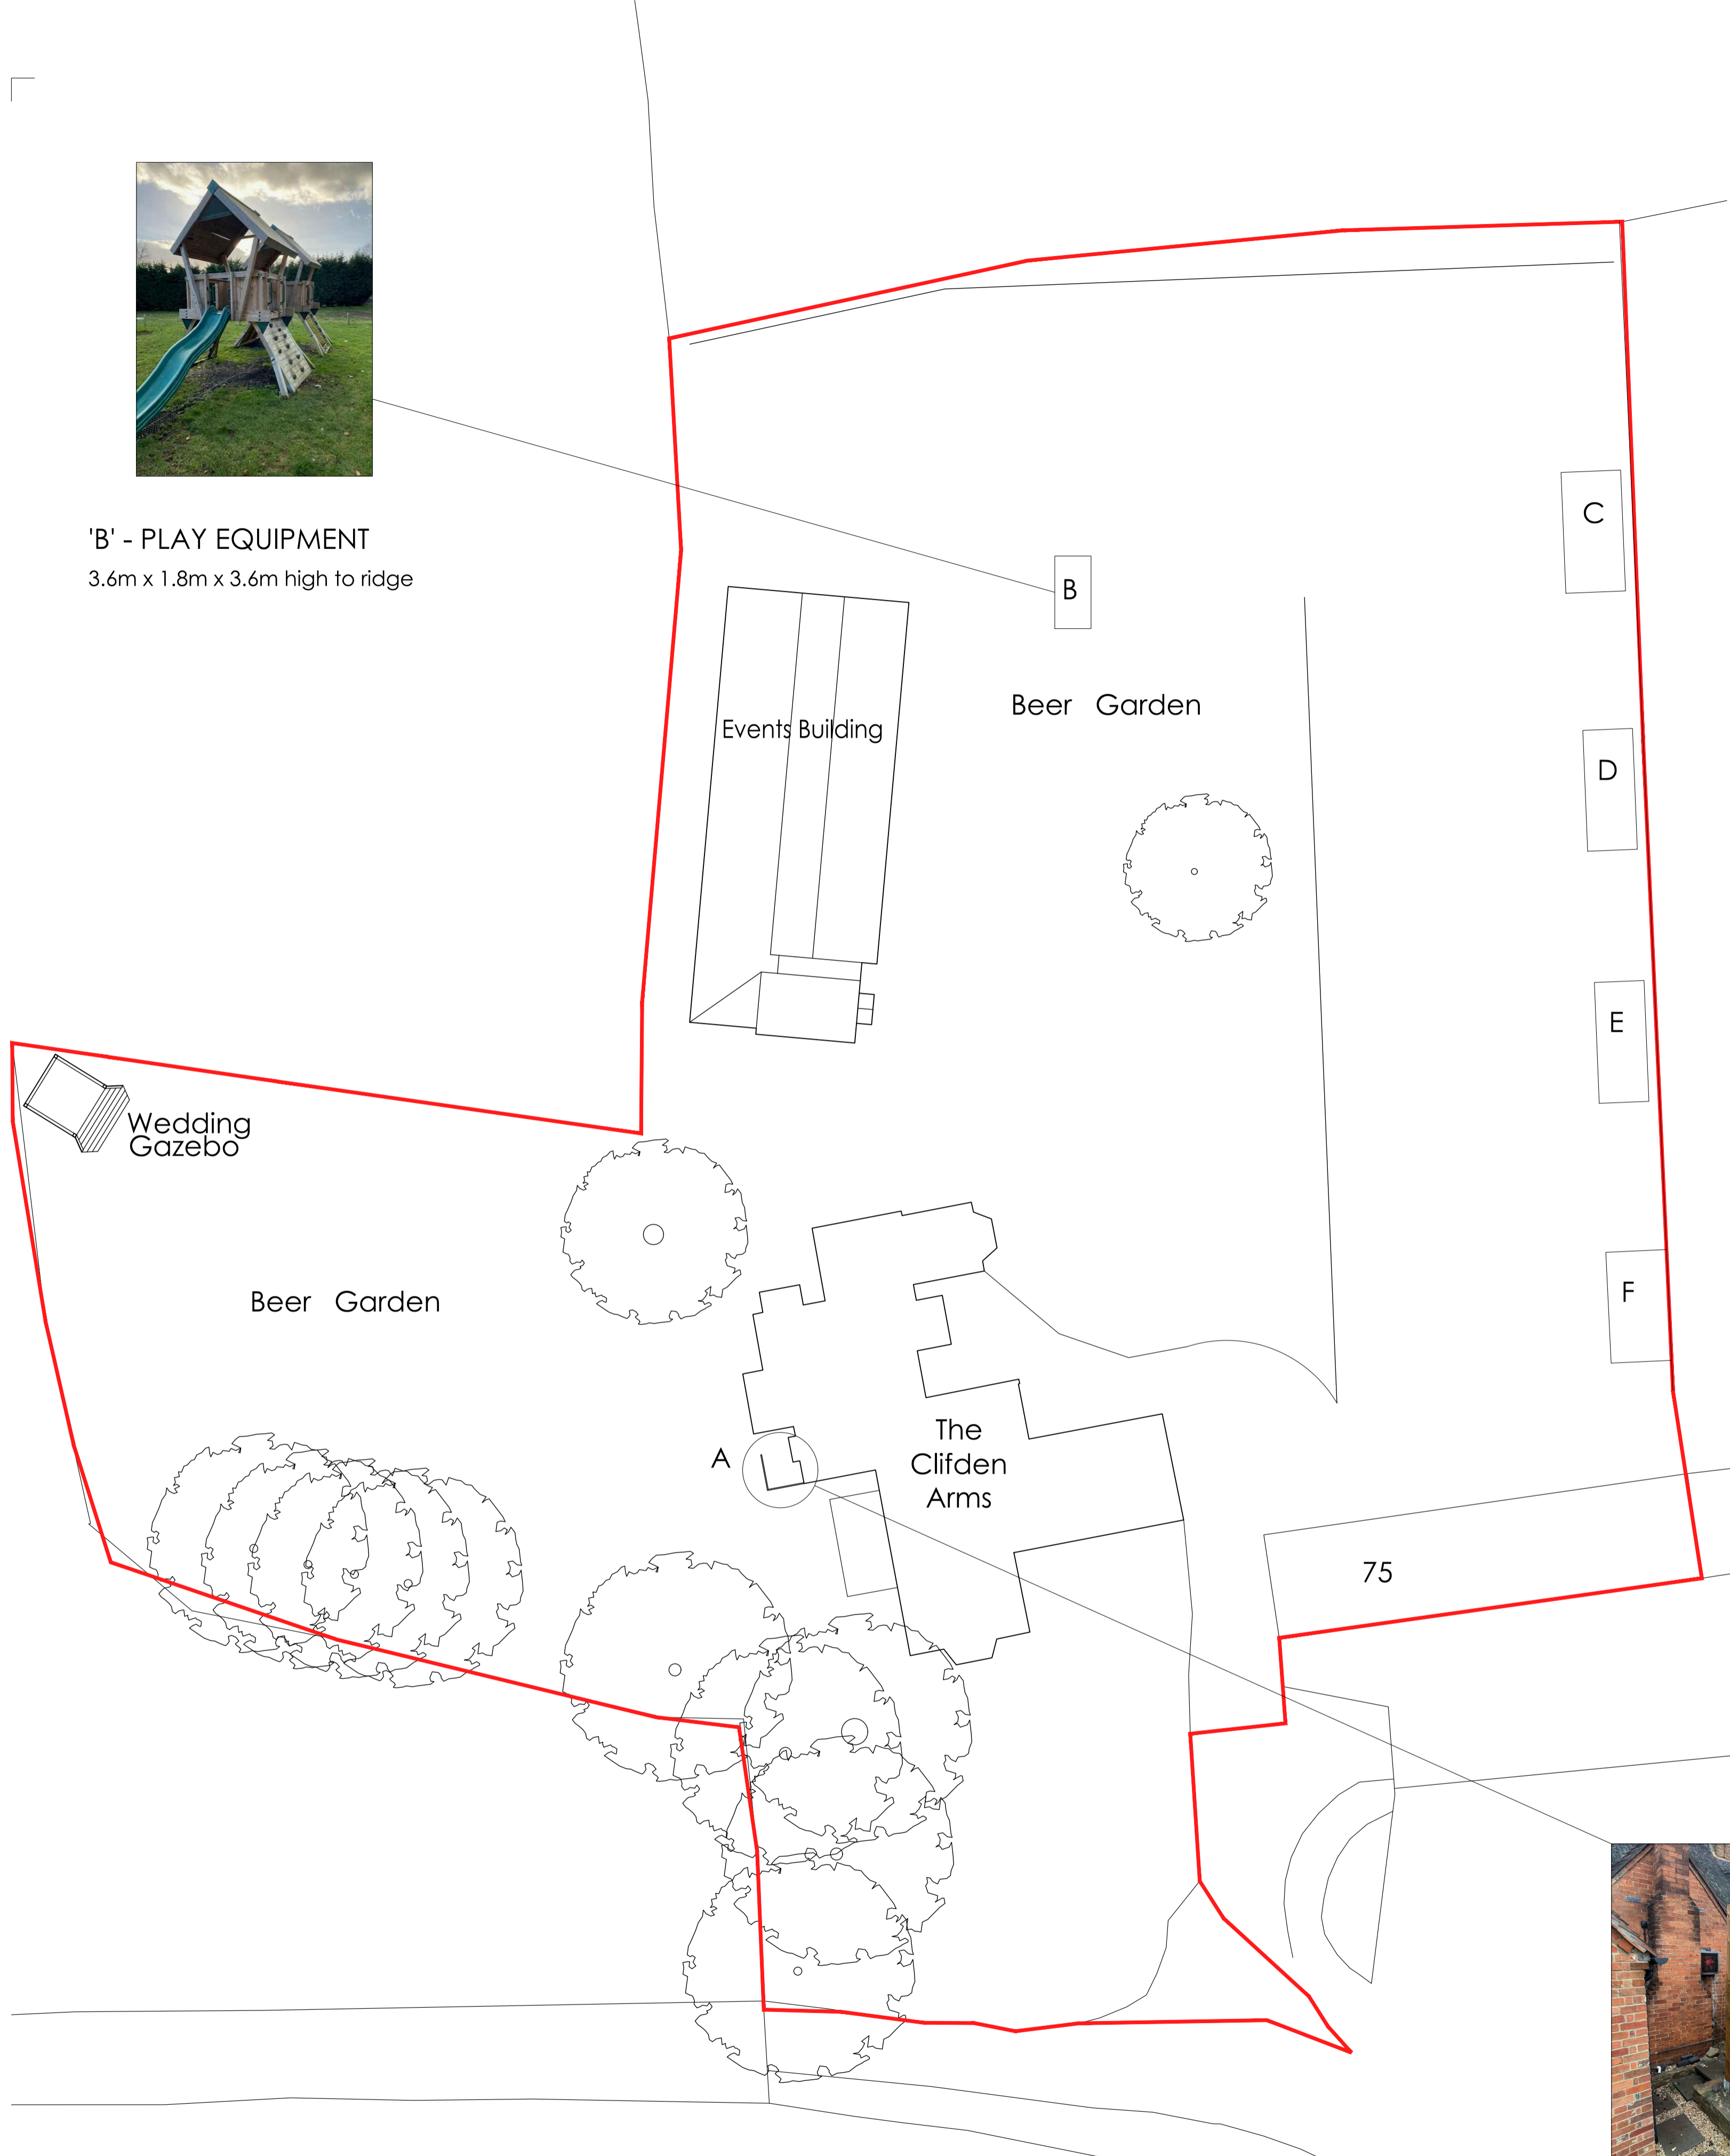 'B' - PLAY EQUIPMENT
3.6m x 1.8m x 3.6m high to ridge
C
B
Beer Garden
Events Building
D
E
Wedding
Gazebo
Beer Garden
F
A
The
Clifden
Arms
75